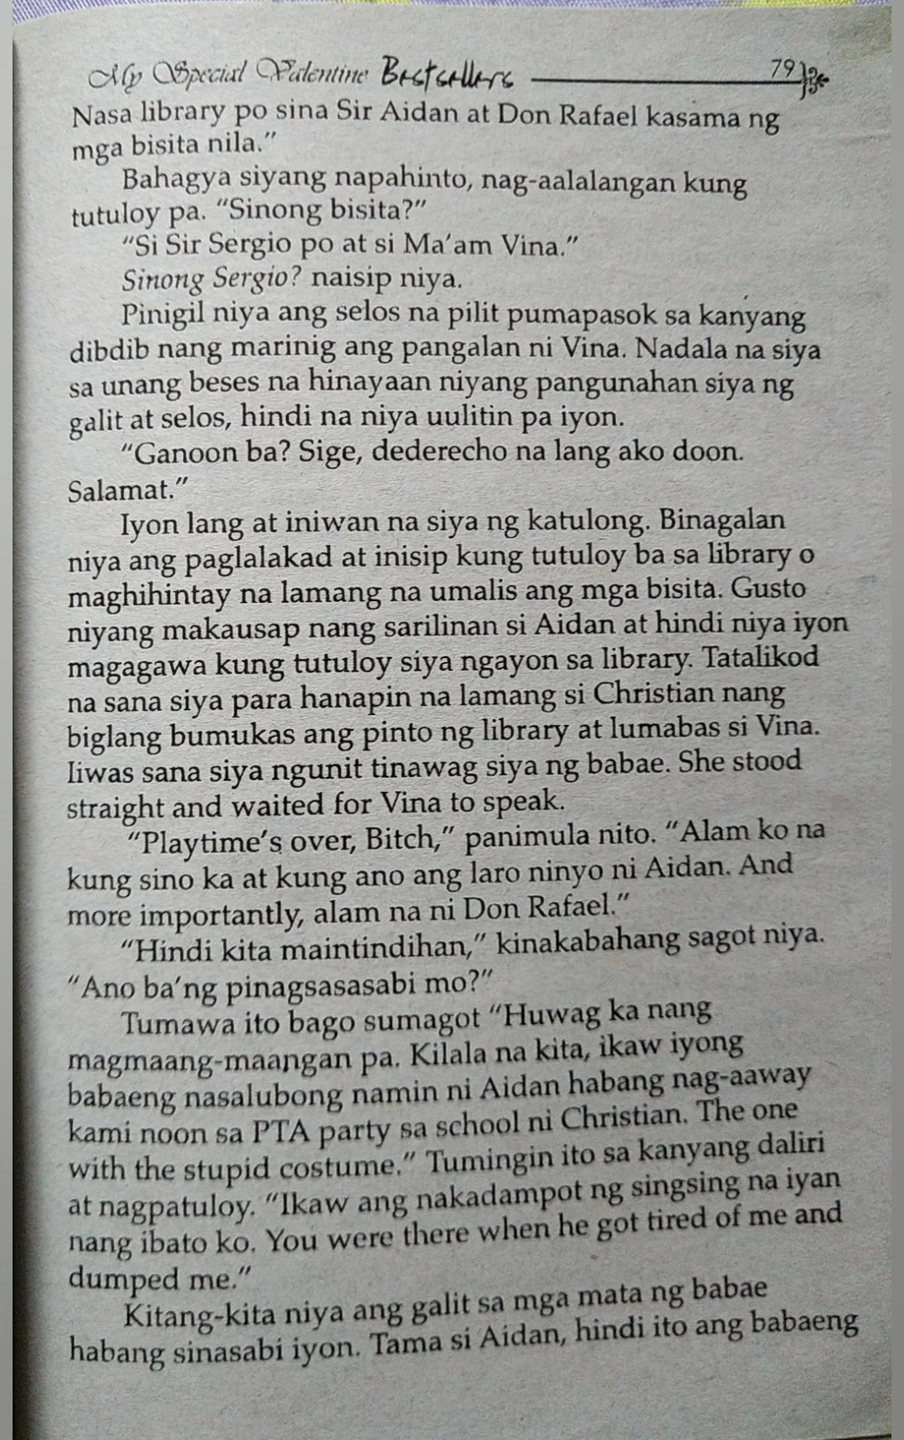 My Special Valentine Bestsellers 79
Nasa library po sina Sir Aidan at Don Rafael kasama ng
mga bisita nila.”
Bahagya siyang napahinto, nag-aalalangan kung
tutuloy pa. “Sinong bisita?”
“Si Sir Sergio po at si Ma’am Vina.”
Sinong Sergio? naisip niya.
Pinigil niya ang selos na pilit pumapasok sa kanyang
dibdib nang marinig ang pangalan ni Vina. Nadala na siya
sa unang beses na hinayaan niyang pangunahan siya ng
galit at selos, hindi na niya uulitin pa iyon.
“Ganoon ba? Sige, dederecho na lang ako doon.
Salamat.”
Iyon lang at iniwan na siya ng katulong. Binagalan
niya ang paglalakad at inisip kung tutuloy ba sa library o
maghihintay na lamang na umalis ang mga bisita. Gusto
niyang makausap nang sarilinan si Aidan at hindi niya iyon
magagawa kung tutuloy siya ngayon sa library. Tatalikod
na sana siya para hanapin na lamang si Christian nang
biglang bumukas ang pinto ng library at lumabas si Vina.
Iiwas sana siya ngunit tinawag siya ng babae. She stood
straight and waited for Vina to speak.
“Playtime’s over, Bitch,” panimula nito. “Alam ko na
kung sino ka at kung ano ang laro ninyo ni Aidan. And
more importantly, alam na ni Don Rafael.”
“Hindi kita maintindihan,” kinakabahang sagot niya.
“Ano ba’ng pinagsasasabi mo?”
Tumawa ito bago sumagot “Huwag ka nang
magmaang-maangan pa. Kilala na kita, ikaw iyong
babaeng nasalubong namin ni Aidan habang nag-aaway
kami noon sa PTA party sa school ni Christian. The one
with the stupid costume.” Tumingin ito sa kanyang daliri
at nagpatuloy. “Ikaw ang nakadampot ng singsing na iyan
nang ibato ko. You were there when he got tired of me and
dumped me.”
Kitang-kita niya ang galit sa mga mata ng babae
habang sinasabi iyon. Tama si Aidan, hindi ito ang babaeng